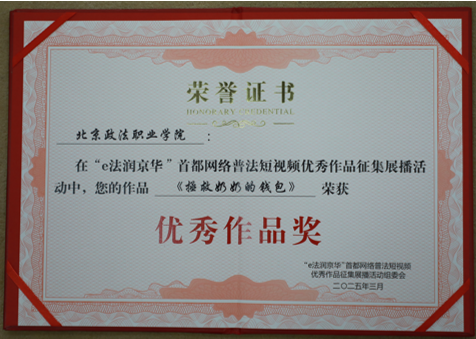 荣誉证书
HONORARY CREDENTIAL
北京政法职业学院：
在“e法润京华”首都网络普法短视频优秀作品征集展播活
动中，您的作品 《拯救奶奶的钱包》 荣获
优秀作品奖
“e法润京华”首都网络普法短视频
优秀作品征集展播活动组委会
二〇二五年三月